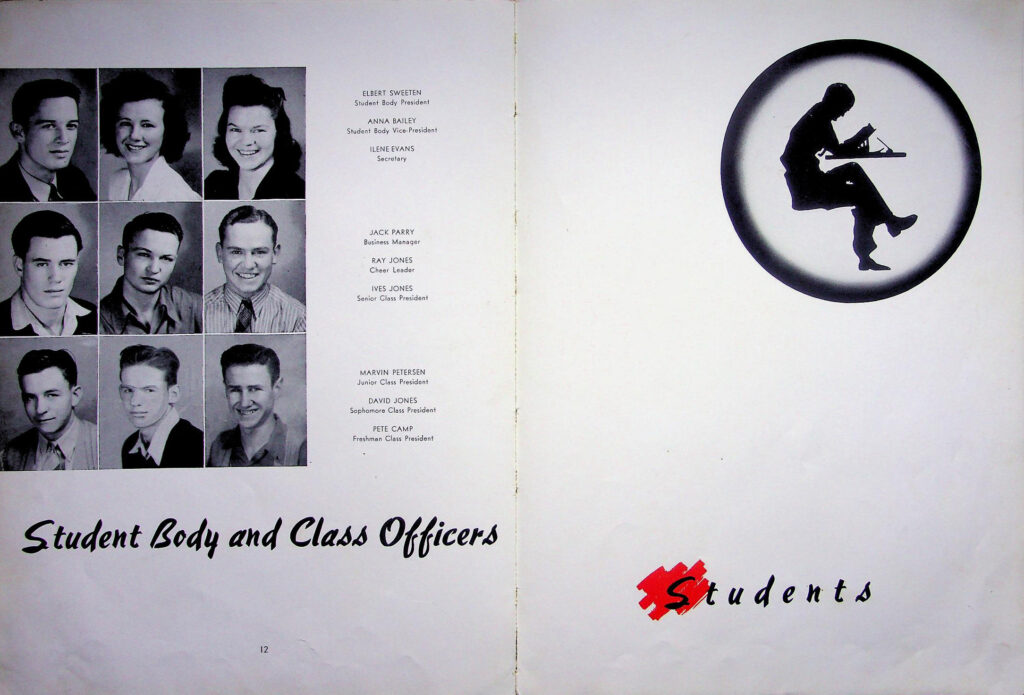 ELBERT SWEETEN
Student Body President
ANNA BAILEY
Student Body Vice-President
ILENE EVANS
Secretary
JACK PARRY
Business Manager
RAY JONES
Cheer Leader
IVES JONES
Senior Class President
MARVIN PETERSEN
Junior Class President
DAVID JONES
Sophomore Class President
PETE CAMP
Freshman Class President
Student Body and Class Officers
12
Students